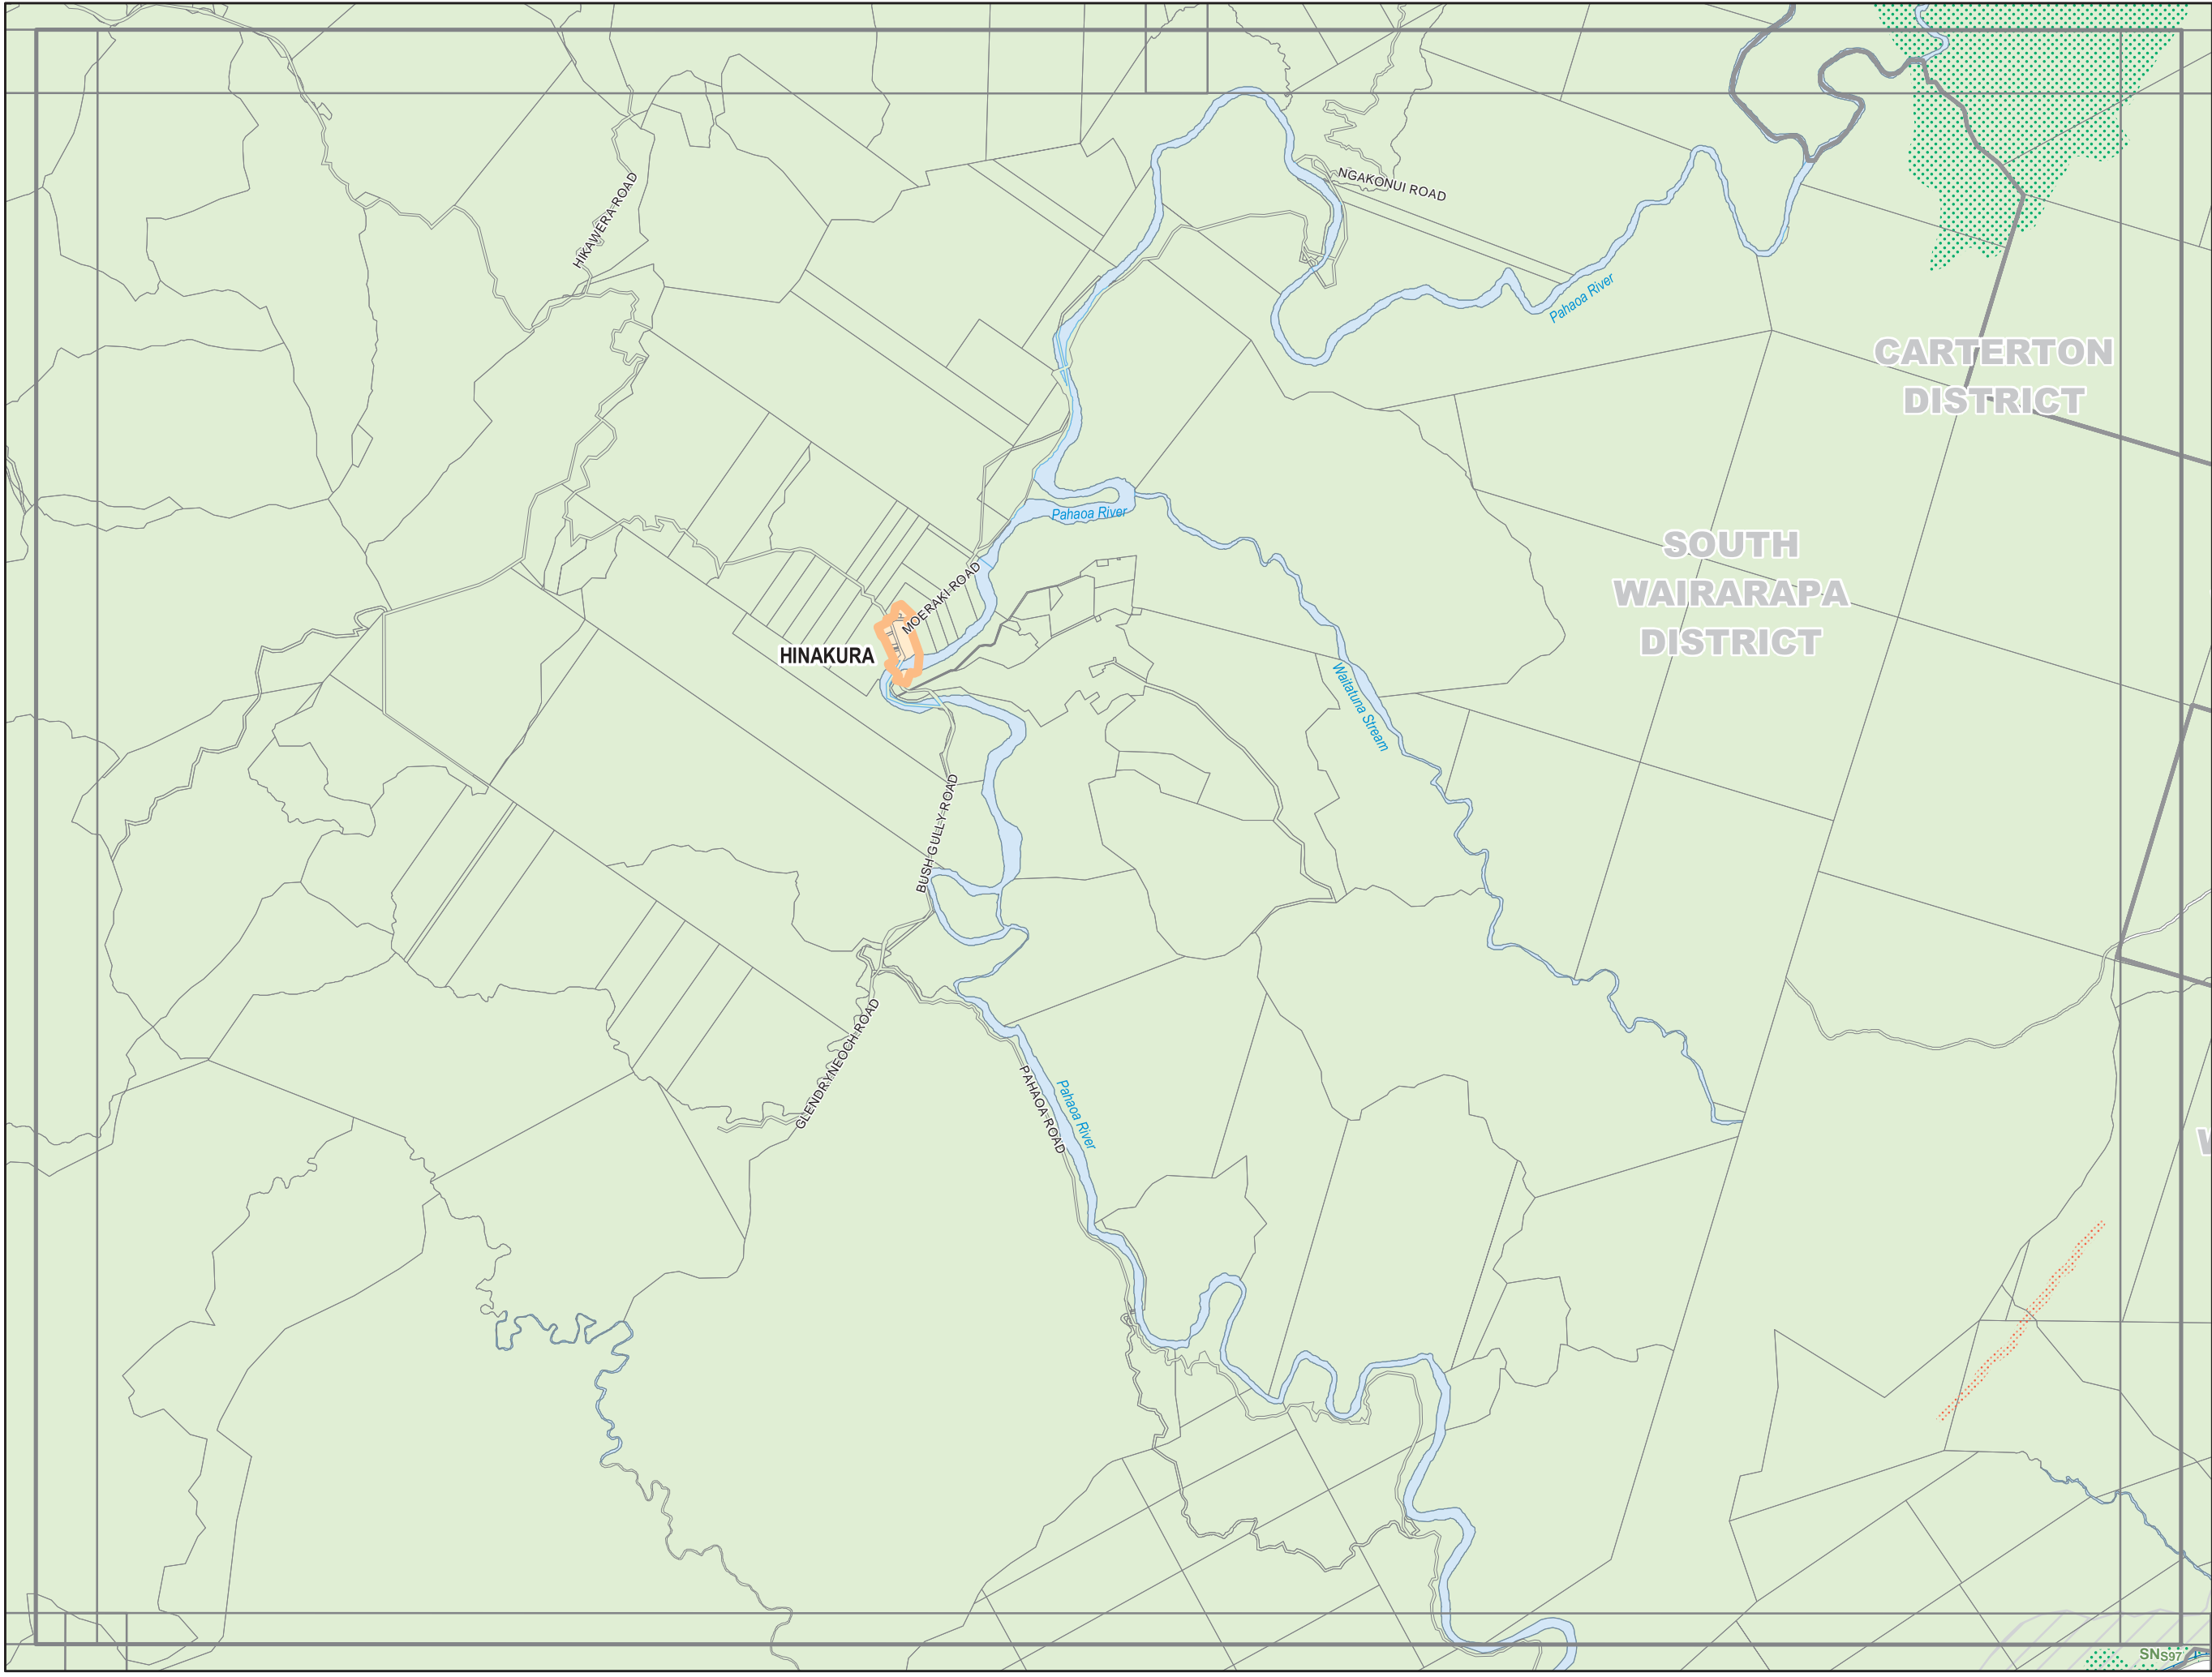 HIKAWERA ROAD
NGAKONUI ROAD
Pahaoa River
CARTERTON
DISTRICT
Pahaoa River
SOUTH
WAIRARAPA
DISTRICT
MOERAKI ROAD
HINAKURA
Waitatuna Stream
BUSH GULLY ROAD
GLENDRYNEOCH ROAD
PAHAOA ROAD
Pahaoa River
SNS97